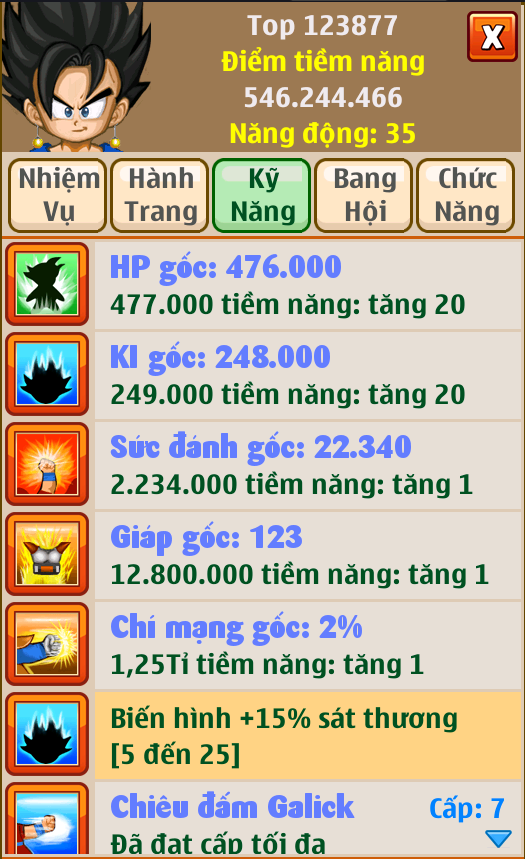 Top 123877
Điểm tiềm năng
546.244.466
Năng động: 35
X
Nhiệm Vụ
Hành Trang
Kỹ Năng
Bang Hội
Chức Năng
HP gốc: 476.000
477.000 tiềm năng: tăng 20
KI gốc: 248.000
249.000 tiềm năng: tăng 20
Sức đánh gốc: 22.340
2.234.000 tiềm năng: tăng 1
Giáp gốc: 123
12.800.000 tiềm năng: tăng 1
Chí mạng gốc: 2%
1,25Tỉ tiềm năng: tăng 1
Biến hình +15% sát thương
[5 đến 25]
Chiêu đấm Galick Cấp: 7
Đã đạt cấp tối đa